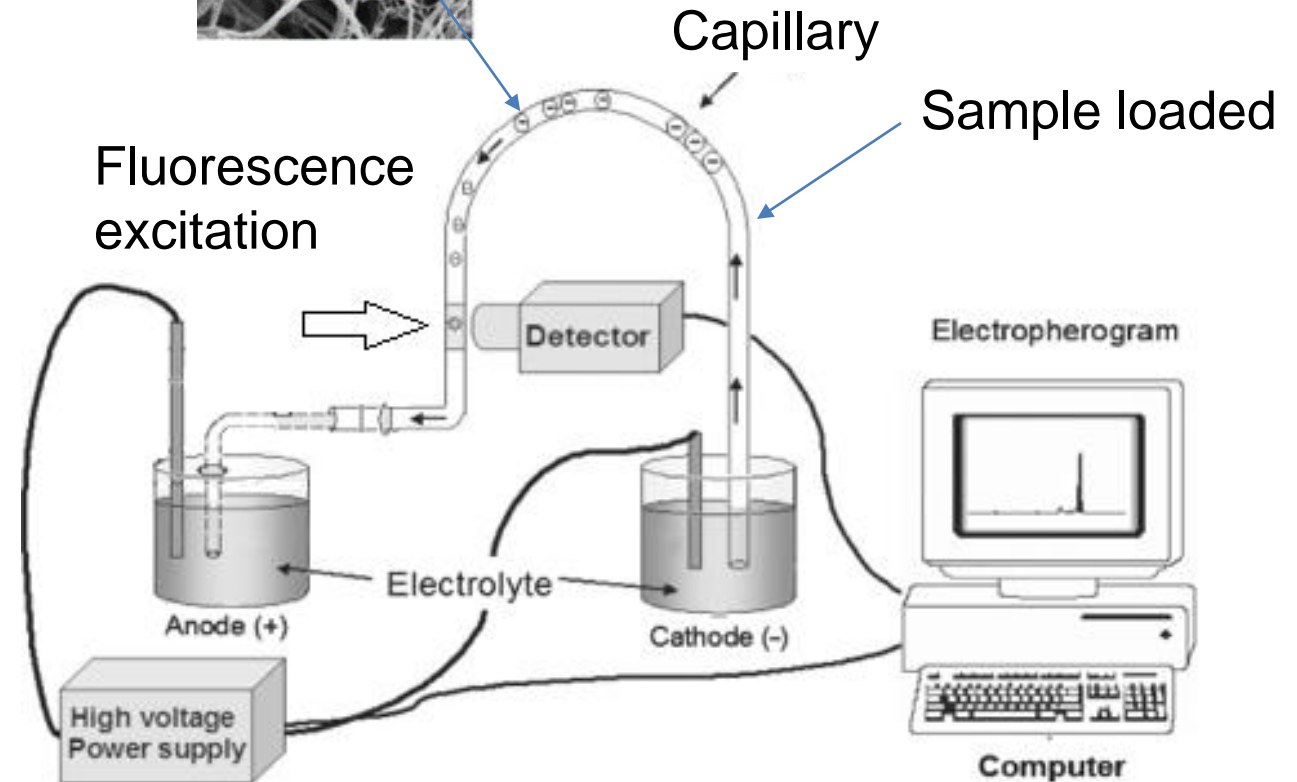 Capillary
Sample loaded
Fluorescence
excitation
Detector
Electropherogram
Electrolyte
Anode (+)
Cathode (-)
High voltage
Power supply
Computer